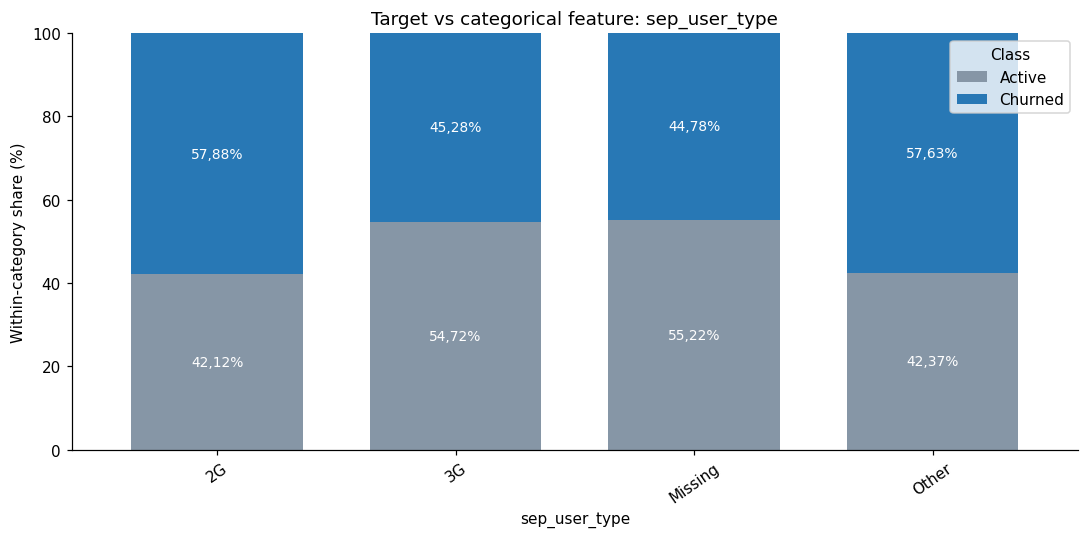 Target vs categorical feature: sep_user_type
Within-category share (%)
100
80
60
40
20
0
57,88%
45,28%
44,78%
57,63%
42,12%
54,72%
55,22%
42,37%
Class
Active
Churned
2G
3G
Missing
Other
sep_user_type